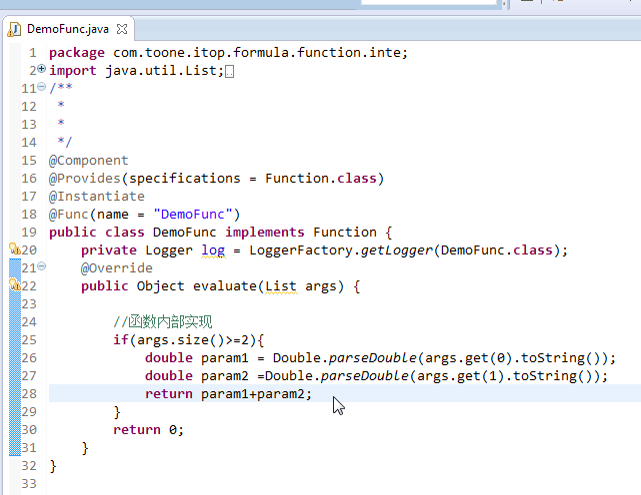 DemoFunc.java
1 package com.toone.itop.formula.function.inte;
2 import java.util.List;
11 /**
12 *
13 *
14 */
15 @Component
16 @Provides(specifications = Function.class)
17 @Instantiate
18 @Func(name = "DemoFunc")
19 public class DemoFunc implements Function {
20 private Logger log = LoggerFactory.getLogger(DemoFunc.class);
21 @Override
22 public Object evaluate(List args) {
23
24 //函数内部实现
25 if(args.size()>=2){
26 double param1 = Double.parseDouble(args.get(0).toString());
27 double param2 =Double.parseDouble(args.get(1).toString());
28 return param1+param2;
29 }
30 return 0;
31 }
32 }
33